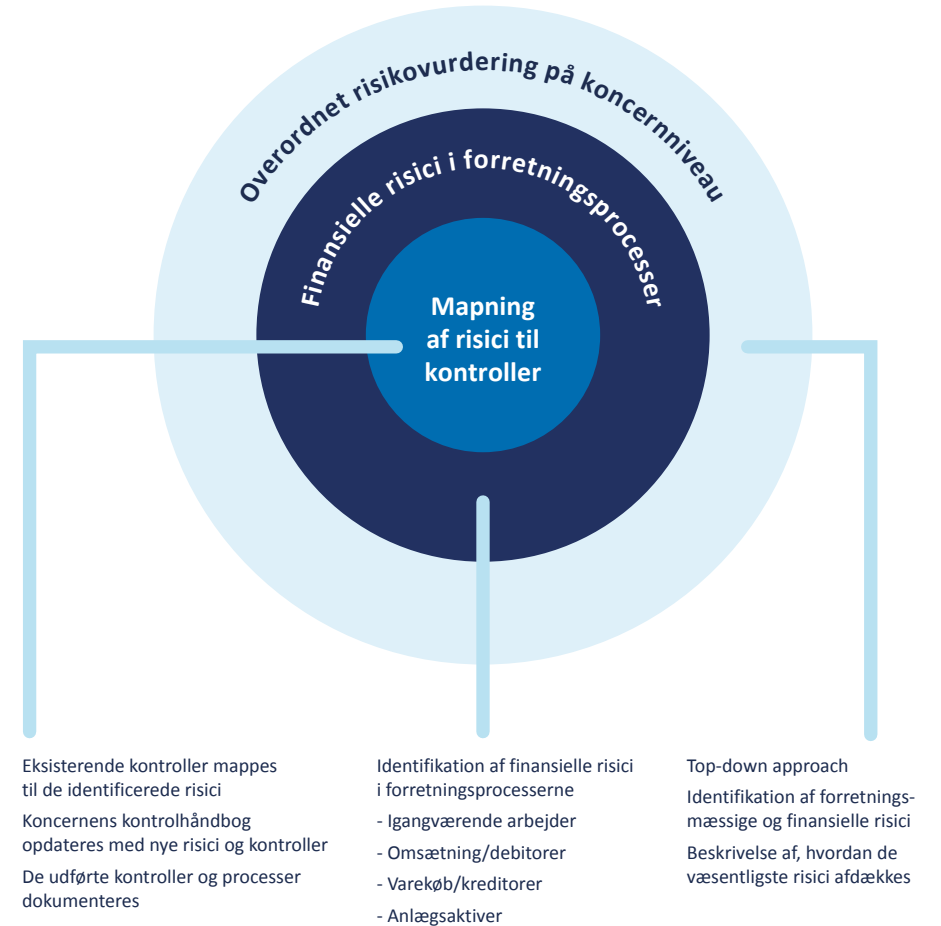 Overordnet risikovurdering på koncernniveau
Finansielle risici i forretningsprocesser
Mapning
af risici til
kontroller
Eksisterende kontroller mappes
til de identificerede risici
Koncernens kontrolhåndbog
opdateres med nye risici og kontroller
De udførte kontroller og processer
dokumenteres
Identifikation af finansielle risici
i forretningsprocesserne
- Igangværende arbejder
- Omsætning/debitorer
- Varekøb/kreditorer
- Anlægsaktiver
Top-down approach
Identifikation af forretnings-
mæssige og finansielle risici
Beskrivelse af, hvordan de
væsentligste risici afdækkes